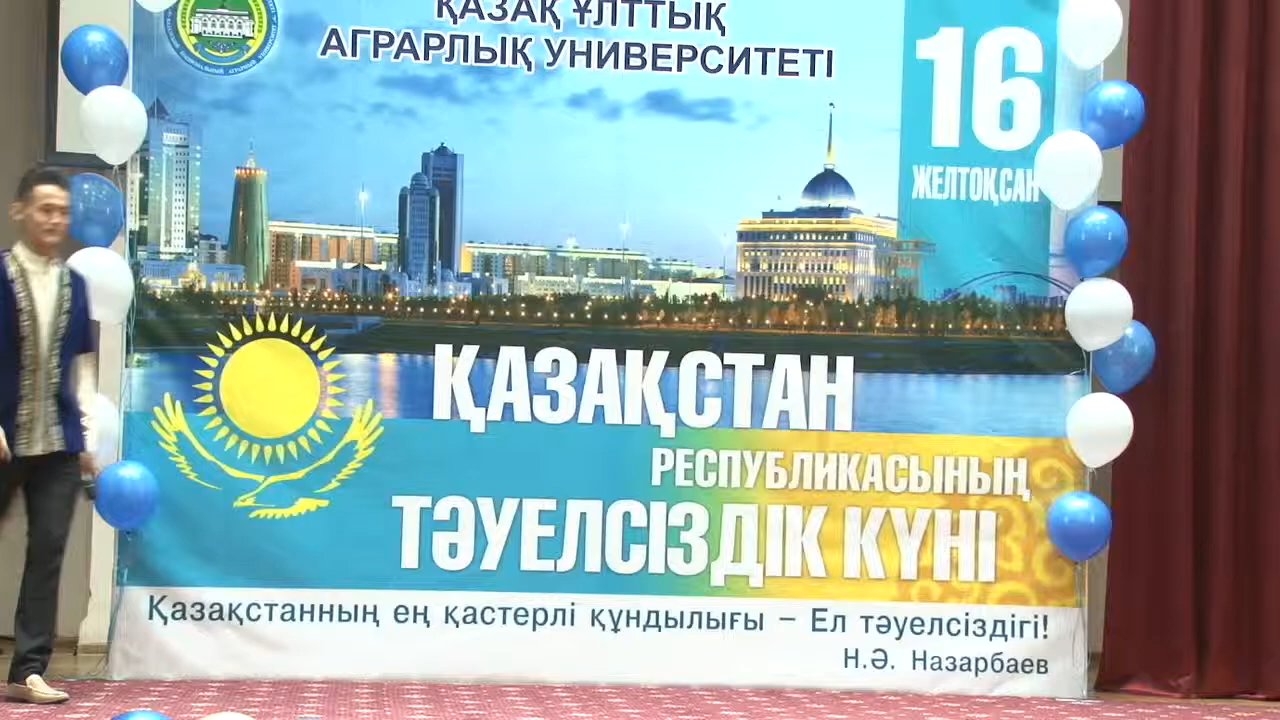 ҚАЗАҚ ҰЛТТЫҚ
АГРАРЛЫҚ УНИВЕРСИТЕТІ
16
ЖЕЛТОҚСАН
ҚАЗАҚСТАН
РЕСПУБЛИКАСЫНЫҢ
ТӘУЕЛСІЗДІК КҮНІ
Қазақстанның ең қастерлі құндылығы – Ел тәуелсіздігі!
Н.Ә. Назарбаев